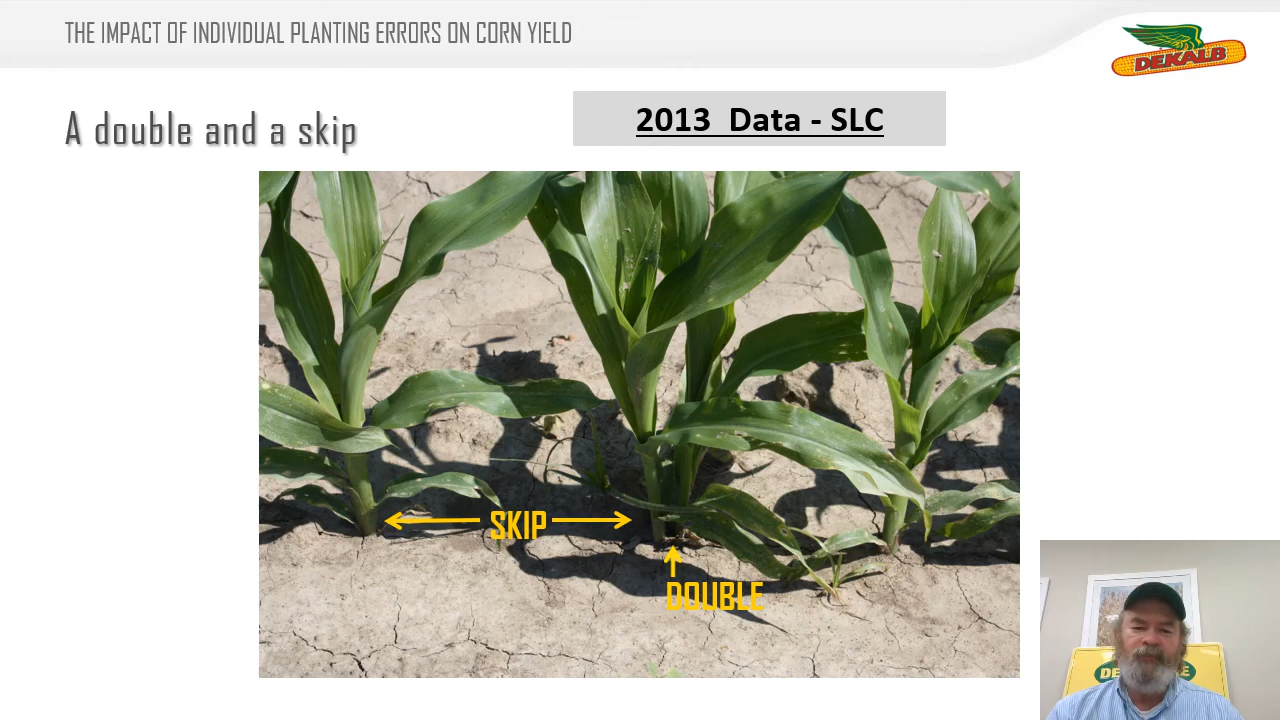 THE IMPACT OF INDIVIDUAL PLANTING ERRORS ON CORN YIELD
DEKALB
A double and a skip
2013 Data - SLC
SKIP
DOUBLE